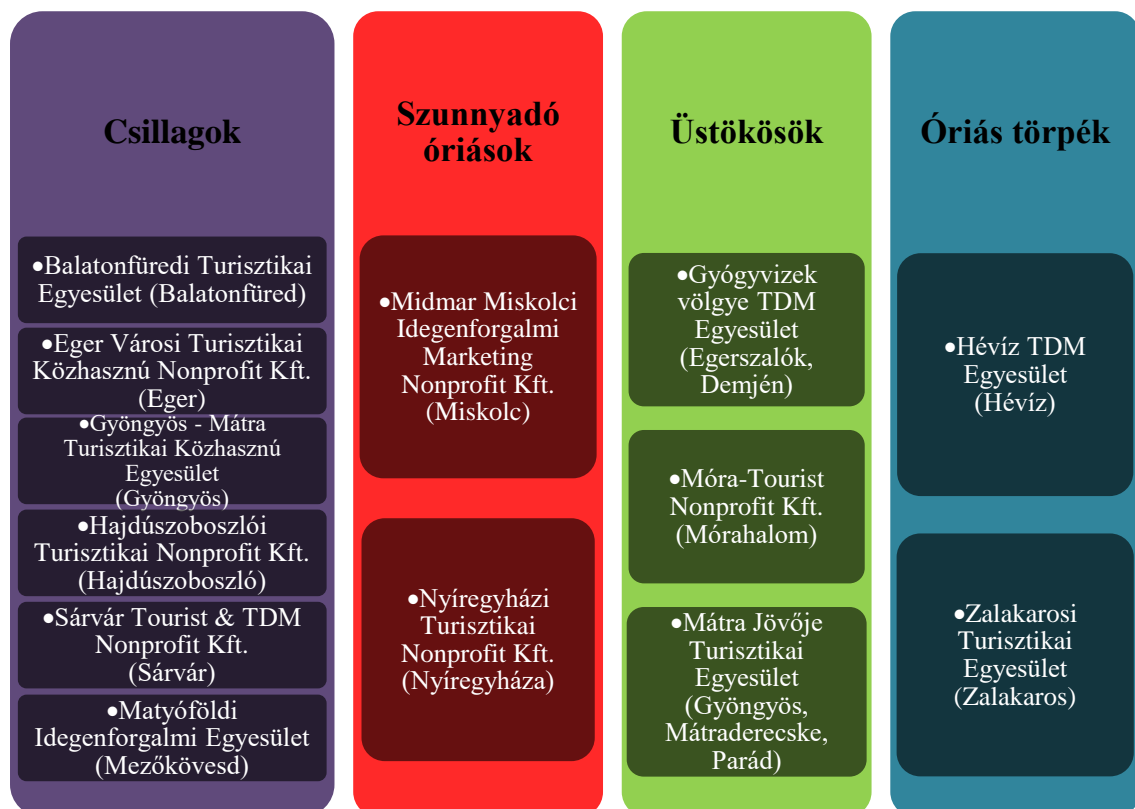 Csillagok
•Balatonfüredi Turisztikai
Egyesület (Balatonfüred)
•Eger Városi Turisztikai
Közhasznú Nonprofit Kft.
(Eger)
•Gyöngyös - Mátra
Turisztikai Közhasznú
Egyesület
(Gyöngyös)
•Hajdúszoboszlói
Turisztikai Nonprofit Kft.
(Hajdúszoboszló)
•Sárvár Tourist & TDM
Nonprofit Kft.
(Sárvár)
•Matyóföldi
Idegenforgalmi Egyesület
(Mezőkövesd)
Szunnyadó
óriások
•Midmar Miskolci
Idegenforgalmi
Marketing
Nonprofit Kft.
(Miskolc)
•Nyíregyházi
Turisztikai
Nonprofit Kft.
(Nyíregyháza)
Üstökösök
•Gyógyvizek
völgye TDM
Egyesület
(Egerszalók,
Demjén)
•Móra-Tourist
Nonprofit Kft.
(Mórahalom)
•Mátra Jövője
Turisztikai
Egyesület
(Gyöngyös,
Mátraderecske,
Parád)
Óriás törpék
•Hévíz TDM
Egyesület
(Hévíz)
•Zalakarosi
Turisztikai
Egyesület
(Zalakaros)